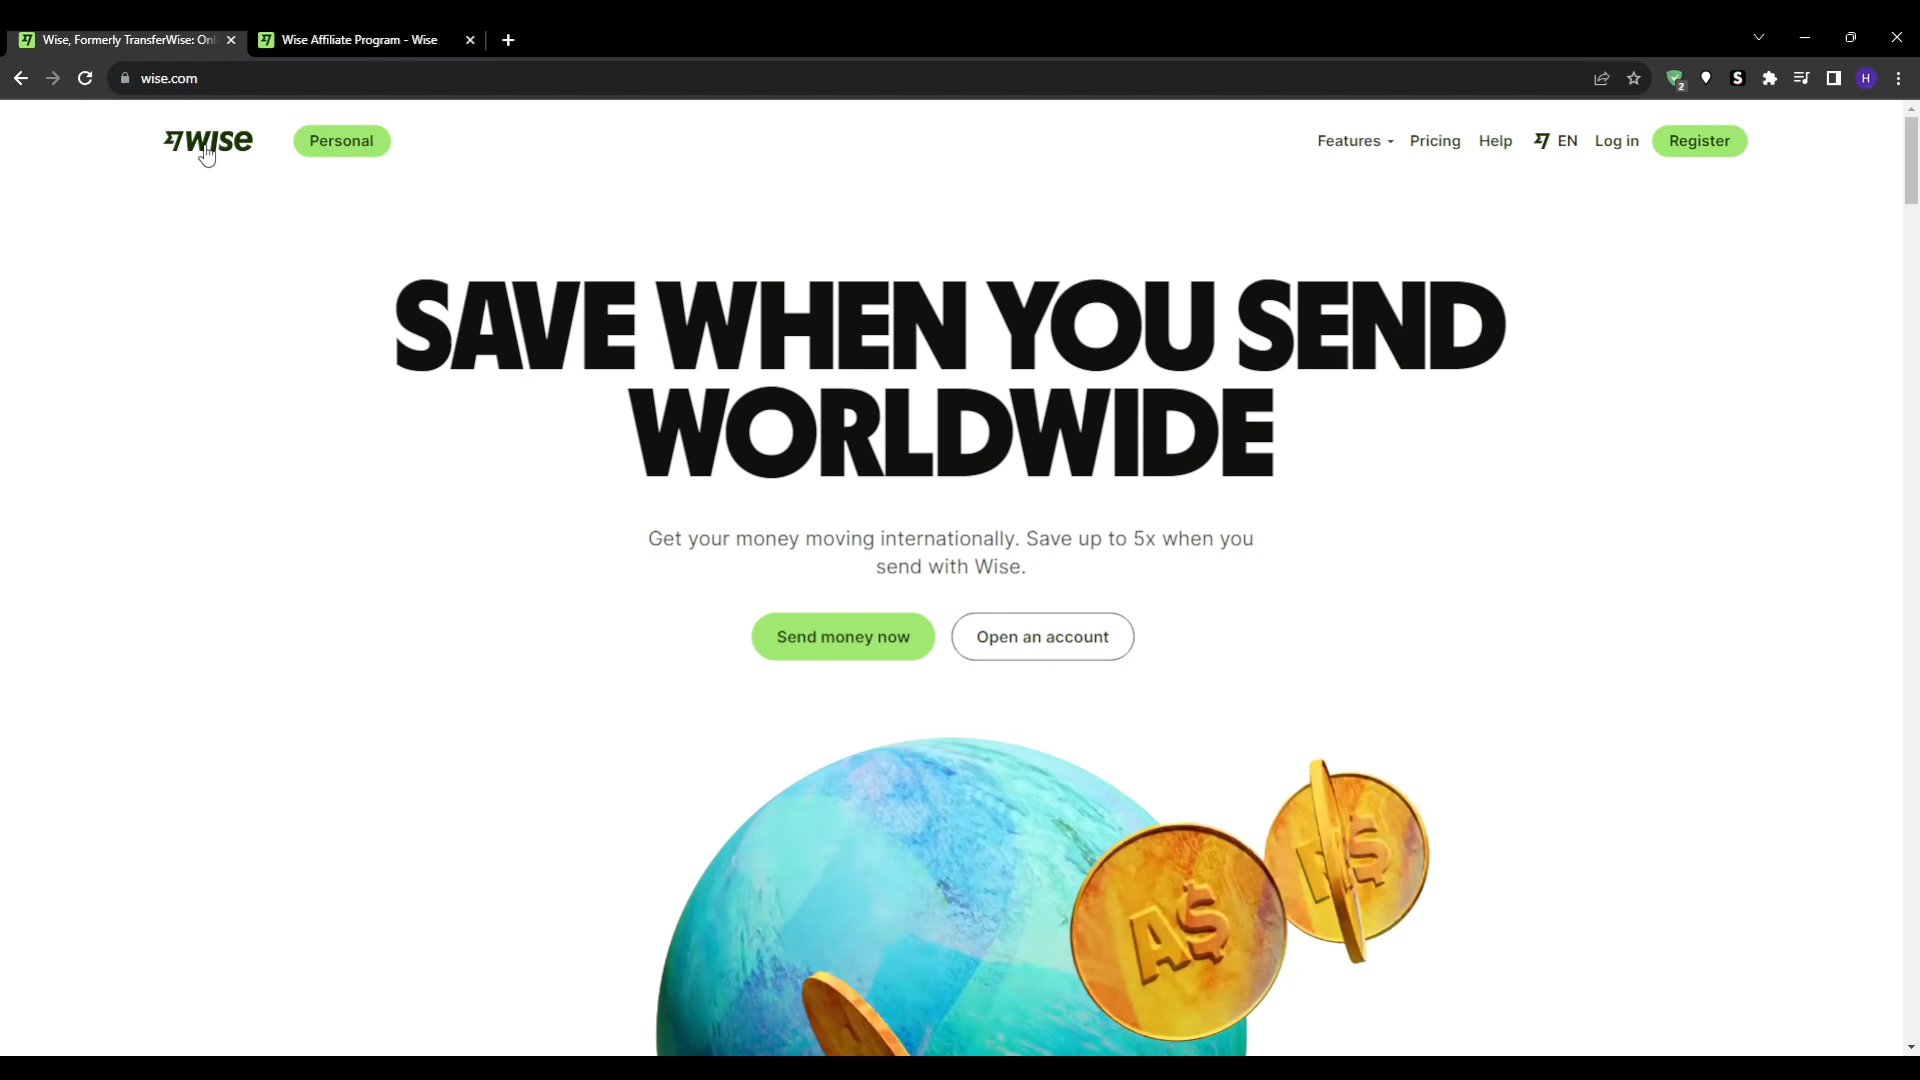 Wise, Formerly TransferWise: Onl
Wise Affiliate Program - Wise
wise.com
2
S
H
WISE
Personal
Features
Pricing
Help
EN
Log in
Register
SAVE WHEN YOU SEND
WORLDWIDE
Get your money moving internationally. Save up to 5x when you
send with Wise.
Send money now
Open an account
A$